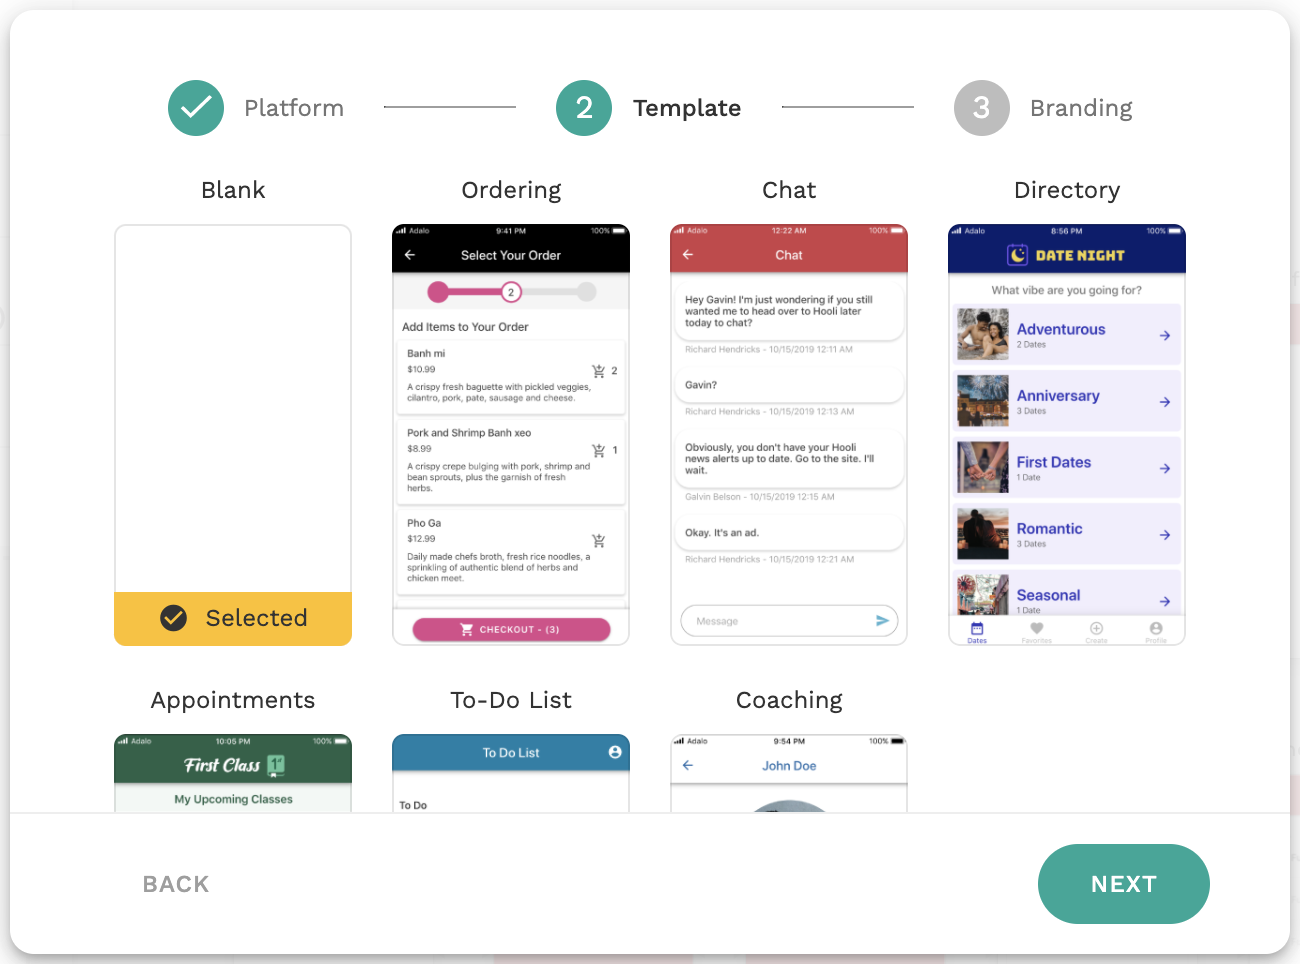 Platform
2 Template
3 Branding
Blank
Selected
Ordering
Adalo 9:41 PM 100%
Select Your Order
2
Add Items to Your Order
Banh mi
$10.99
2
A crispy fresh baguette with pickled veggies,
cilantro, pork, pate, sausage and cheese.
Pork and Shrimp Banh xeo
$8.99
1
A crispy crepe bulging with pork, shrimp and
bean sprouts, plus the garnish of fresh
herbs.
Pho Ga
$12.99
Daily made chefs broth, fresh rice noodles, a
sprinkling of authentic blend of herbs and
chicken meet.
CHECKOUT - (3)
Chat
Adalo 12:22 AM 100%
Chat
Hey Gavin! I'm just wondering if you still
wanted me to head over to Hooli later
today to chat?
Richard Hendricks - 10/15/2019 12:11 AM
Gavin?
Richard Hendricks - 10/15/2019 12:13 AM
Obviously, you don't have your Hooli
news alerts up to date. Go to the site. I'll
wait.
Galvin Belson - 10/15/2019 12:15 AM
Okay. It's an ad.
Richard Hendricks - 10/15/2019 12:21 AM
Message
Directory
Adalo 8:56 PM 100%
DATE NIGHT
What vibe are you going for?
Adventurous
2 Dates
Anniversary
3 Dates
First Dates
1 Date
Romantic
3 Dates
Seasonal
1 Date
Dates Favorites Create Profile
Appointments
Adalo 10:05 PM 100%
First Class 1st
My Upcoming Classes
To-Do List
To Do List
To Do
Coaching
Adalo 9:54 PM 100%
John Doe
BACK
NEXT